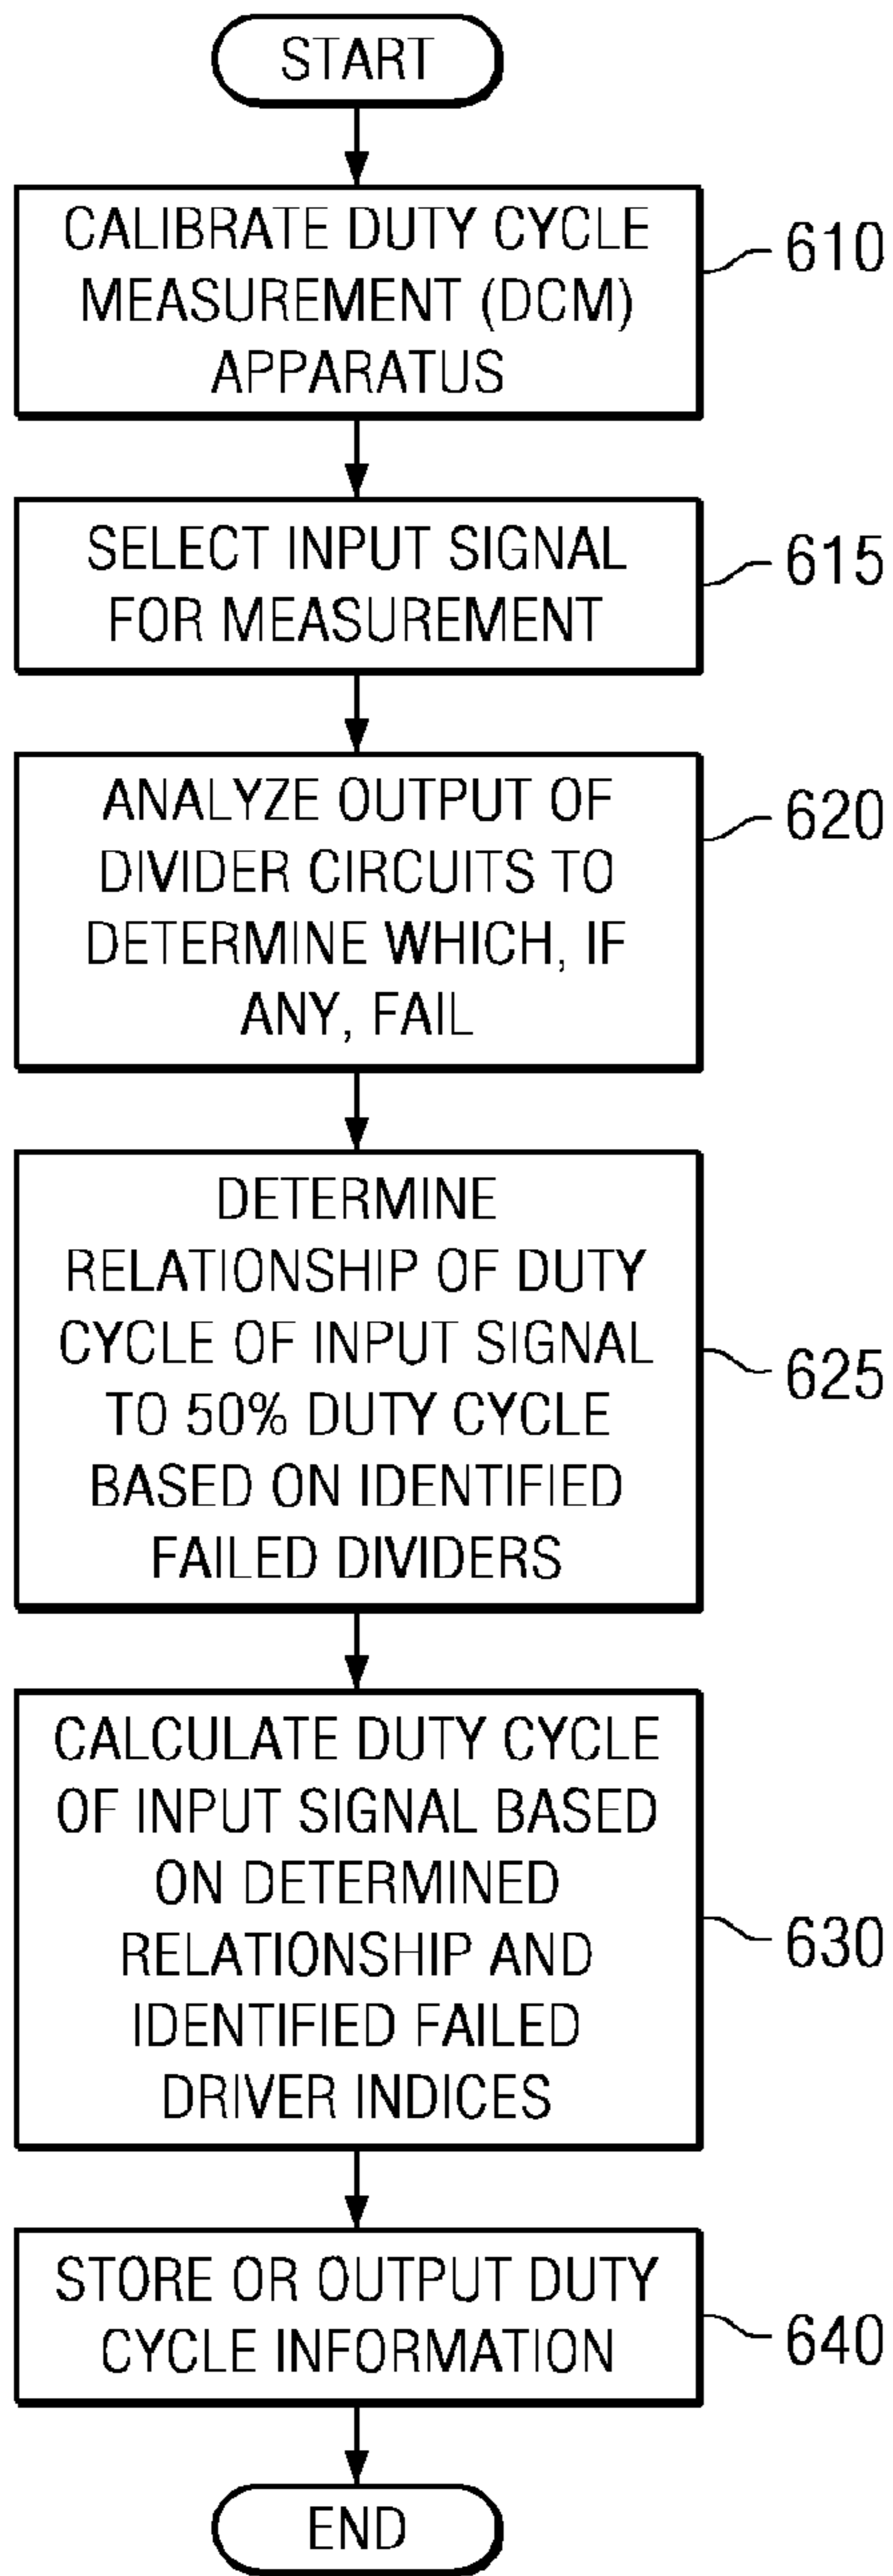 START
CALIBRATE DUTY CYCLE
MEASUREMENT (DCM)
APPARATUS
610
SELECT INPUT SIGNAL
FOR MEASUREMENT
615
ANALYZE OUTPUT OF
DIVIDER CIRCUITS TO
DETERMINE WHICH, IF
ANY, FAIL
620
DETERMINE
RELATIONSHIP OF DUTY
CYCLE OF INPUT SIGNAL
TO 50% DUTY CYCLE
BASED ON IDENTIFIED
FAILED DIVIDERS
625
CALCULATE DUTY CYCLE
OF INPUT SIGNAL BASED
ON DETERMINED
RELATIONSHIP AND
IDENTIFIED FAILED
DRIVER INDICES
630
STORE OR OUTPUT DUTY
CYCLE INFORMATION
640
END